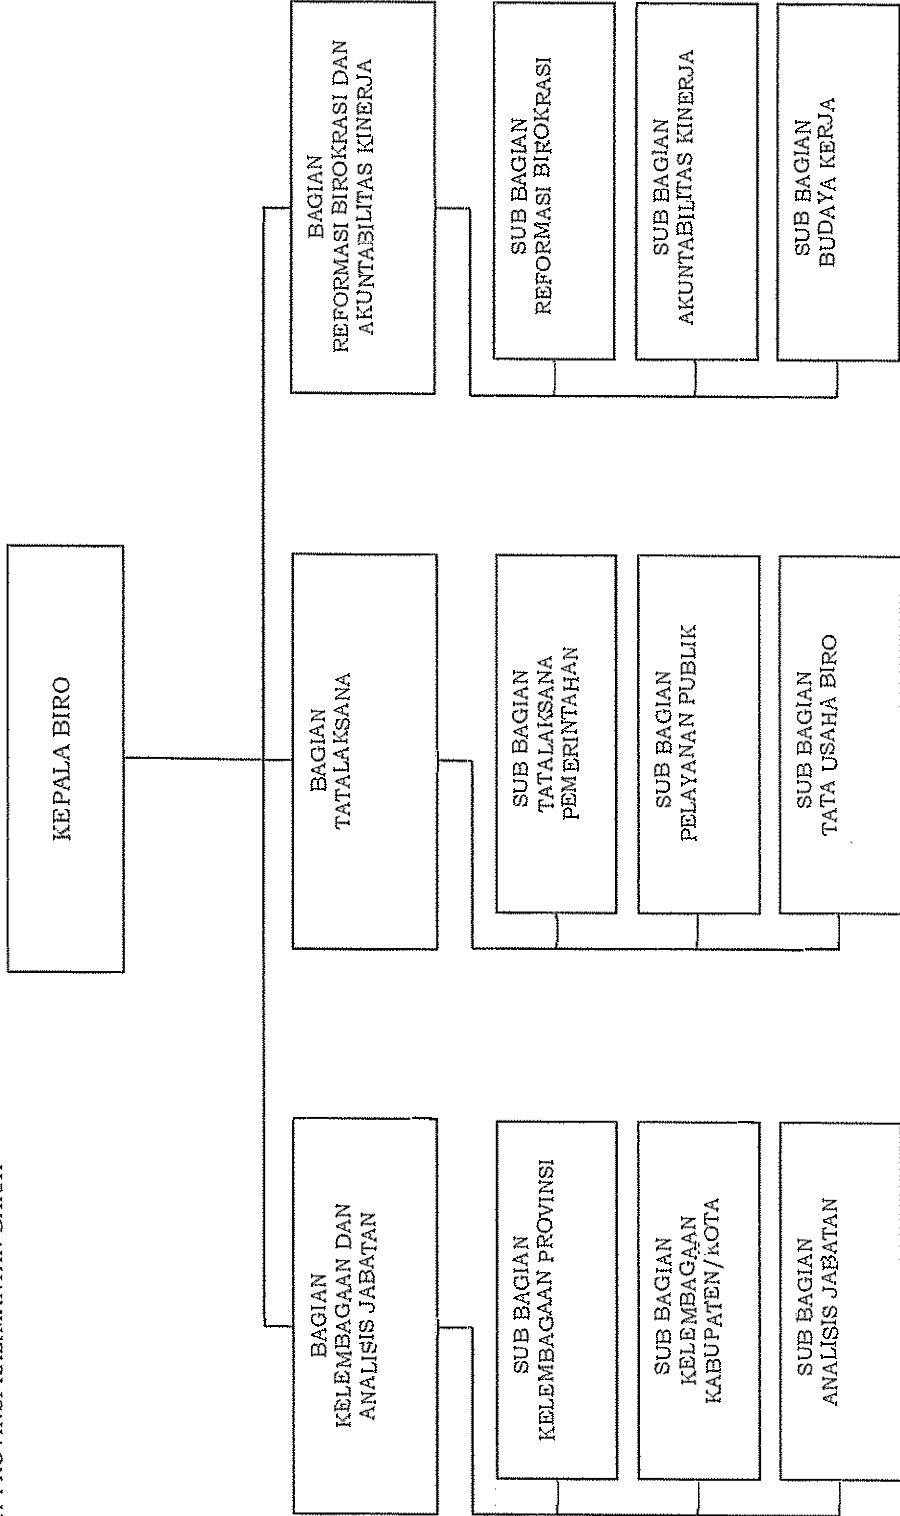 KEPALA BIRO
BAGIAN
KELEMBAGAAN DAN
ANALISIS JABATAN
SUB BAGIAN
KELEMBAGAAN PROVINSI
SUB BAGIAN
KELEMBAGAAN
KABUPATEN/KOTA
SUB BAGIAN
ANALISIS JABATAN
BAGIAN
TATALAKSANA
SUB BAGIAN
TATALAKSANA
PEMERINTAHAN
SUB BAGIAN
PELAYANAN PUBLIK
SUB BAGIAN
TATA USAHA BIRO
BAGIAN
REFORMASI BIROKRASI DAN
AKUNTABILITAS KINERJA
SUB BAGIAN
REFORMASI BIROKRASI
SUB BAGIAN
AKUNTABILITAS KINERJA
SUB BAGIAN
BUDAYA KERJA